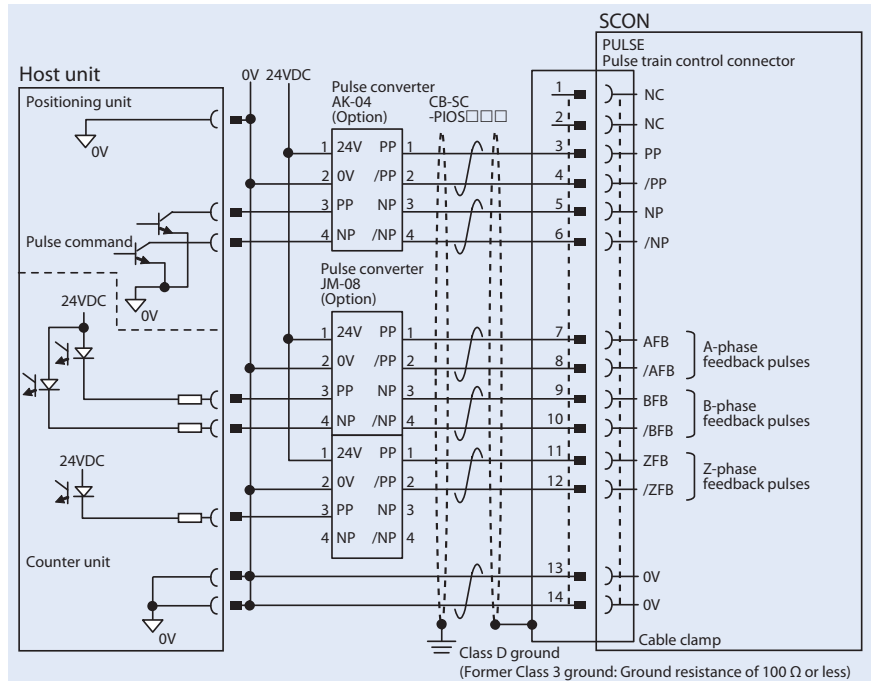 SCON
PULSE
Pulse train control connector
Host unit
0V 24VDC
Positioning unit
0V
Pulse converter
AK-04
(Option)
CB-SC
-PIOS□□□
1 24V PP 1
2 0V /PP 2
3 PP NP 3
4 NP /NP 4
1 NC
2 NC
3 PP
4 /PP
5 NP
6 /NP
Pulse command
0V
24VDC
Pulse converter
JM-08
(Option)
1 24V PP 1
2 0V /PP 2
3 PP NP 3
4 NP /NP 4
7 AFB
8 /AFB
A-phase
feedback pulses
9 BFB
10 /BFB
B-phase
feedback pulses
1 24V PP 1
2 0V /PP 2
3 PP NP 3
4 NP /NP 4
11 ZFB
12 /ZFB
Z-phase
feedback pulses
24VDC
Counter unit
0V
13 0V
14 0V
Cable clamp
Class D ground
(Former Class 3 ground: Ground resistance of 100 Ω or less)